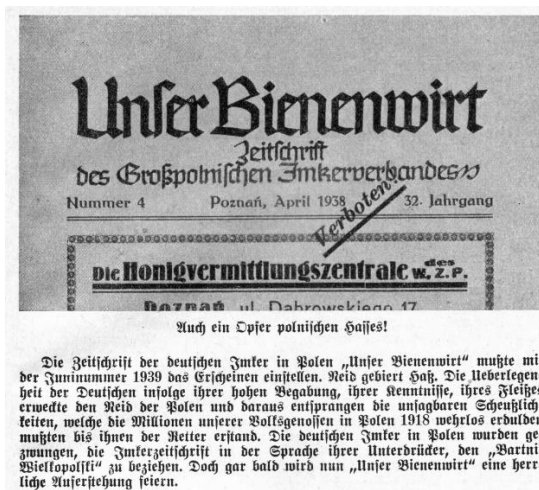 Unser Bienenwirt
Zeitschrift
des Großpolnischen Imkerverbandes
Nummer 4 Poznań, April 1938 32. Jahrgang
Verboten
Die Honigvermittlungszentrale des W.Z.P.
Poznań ul. Dąbrowskiego 17
Auch ein Opfer polnischen Hasses!
Die Zeitschrift der deutschen Imker in Polen „Unser Bienenwirt“ mußte mi
der Juninummer 1939 das Erscheinen einstellen. Neid gebiert Haß. Die Ueberlegen
heit der Deutschen infolge ihrer hohen Begabung, ihrer Kenntnisse, ihres Fleißes
erweckte den Neid der Polen und daraus entsprangen die unsagbaren Scheußlich
keiten, welche die Millionen unserer Volksgenossen in Polen 1918 wehrlos erdulden
mußten bis ihnen der Retter erstand. Die deutschen Imker in Polen wurden ge
zwungen, die Imkerzeitschrift in der Sprache ihrer Unterdrücker, den „Bartni
Wielkopolski“ zu beziehen. Doch gar bald wird nun „Unser Bienenwirt“ eine herr
liche Auferstehung feiern.